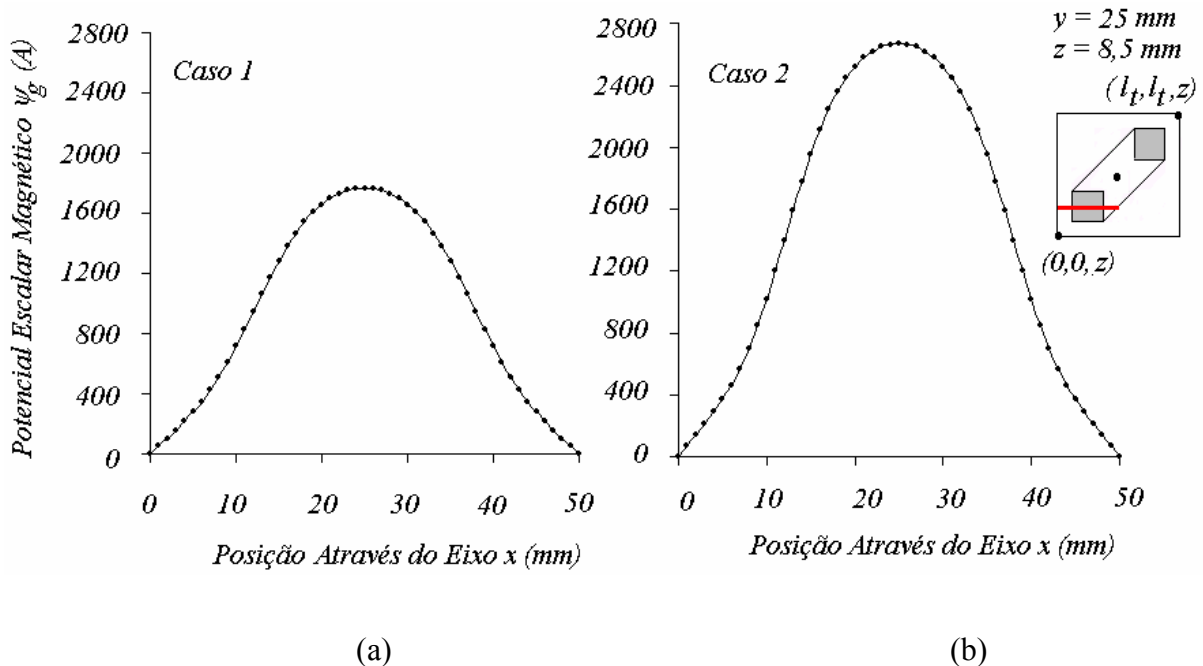 Potencial Escalar Magnético ψg (A)
2800
2400
2000
1600
1200
800
400
0
Caso 1
0 10 20 30 40 50
Posição Através do Eixo x (mm)
(a)
2800
2400
2000
1600
1200
800
400
0
Caso 2
0 10 20 30 40 50
Posição Através do Eixo x (mm)
(b)
y = 25 mm
z = 8,5 mm
(lt,lt,z)
(0,0,z)